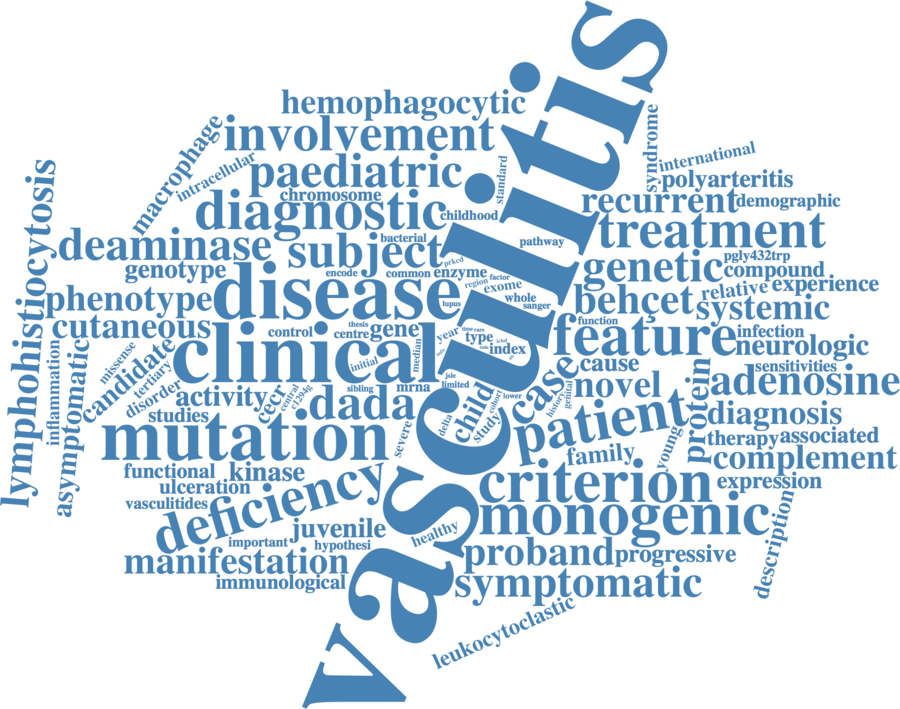 vasculitis
hemophagocytic
involvement
macrophage
intracellular
paediatric
chromosome
standard
syndrome
international
polyarteritis
diagnostic
childhood
recurrent
demographic
lymphohistiocytosis
deaminase
subject
bacterial
pathway
treatment
genotype
encode
common
enzyme
prkcd
region
factor
exome
genetic
pgly432trp
compound
phenotype
disease
lupus
whole
sanger
behçet
relative
experience
systemic
cutaneous
control
thesis
centre
gene
year
time
care
type
role
index
function
feature
infection
neurologic
inflammation
asymptomatic
missense
candidate
tertiary
disorder
clinical
initial
median
cause
sensitivities
activity
studies
cecr
central
c1294g
sibling
mrna
jsle
limited
child
cohort
lower
case
history
genital
novel
protein
adenosine
dada
mutation
severe
delta
study
patient
family
young
diagnosis
therapy
associated
complement
functional
kinase
ulceration
vasculitides
deficiency
criterion
expression
monogenic
description
juvenile
important
hypothesi
healthy
manifestation
proband
progressive
immunological
symptomatic
leukocytoclastic